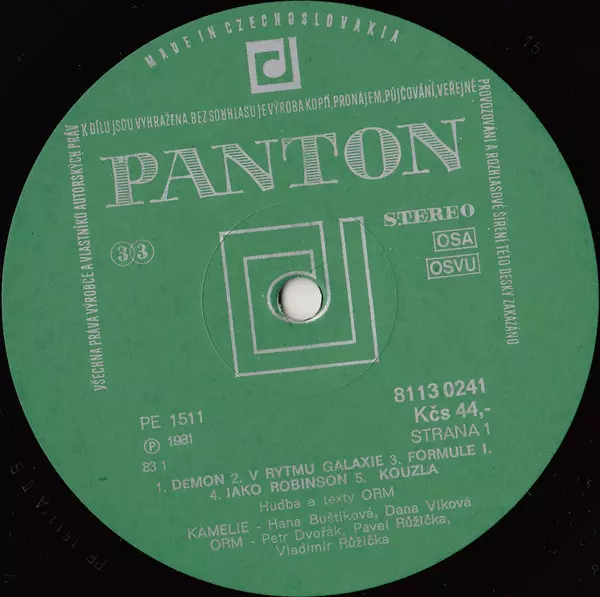 MADE IN CZECHOSLOVAKIA
VŠECHNA PRÁVA VÝROBCE A VLASTNÍKŮ AUTORSKÝCH PRÁV
K DÍLU JSOU VYHRAŽENA. BEZ SOUHLASU JE VÝROBA KOPIÍ, PRONÁJEM, PŮJČOVÁNÍ, VEŘEJNÉ
PROVOZOVÁNÍ A ROZHLASOVÉ ŠÍŘENÍ TÉTO DESKY ZAKÁZÁNO
PANTON
STEREO
33
OSA
OSVU
PE 1511
Ⓟ 1981
83 1
8113 0241
Kčs 44,-
STRANA 1
1. DEMON 2. V RYTMU GALAXIE 3. FORMULE I.
4. JAKO ROBINSON 5. KOUZLA
Hudba a texty ORM
KAMELIE - Hana Buštíková, Dana Vlková
ORM - Petr Dvořák, Pavel Růžička,
Vladimír Růžička
15